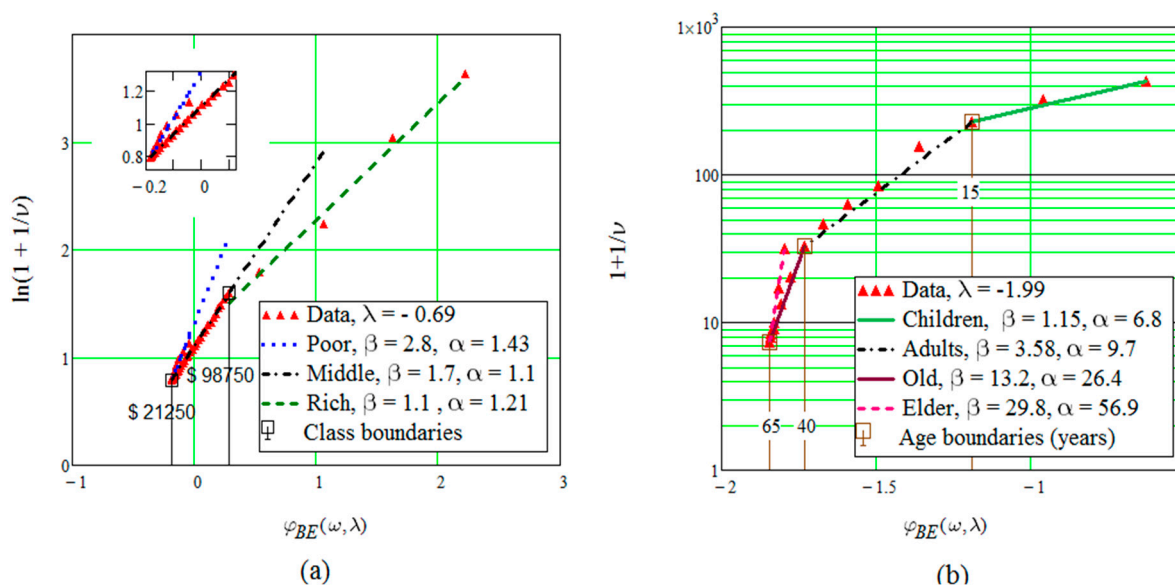 3
2
1
0
ln(1 + 1/ν)
1.2
1
0.8
−0.2
0
$ 98750
$ 21250
Data, λ = - 0.69
Poor, β = 2.8, α = 1.43
Middle, β = 1.7, α = 1.1
Rich, β = 1.1 , α = 1.21
Class boundaries
−1
0
1
2
3
φBE(ω, λ)
(a)
1×10³
100
10
1
1+1/ν
15
65
40
Data, λ = -1.99
Children, β = 1.15, α = 6.8
Adults, β = 3.58, α = 9.7
Old, β = 13.2, α = 26.4
Elder, β = 29.8, α = 56.9
Age boundaries (years)
−2
−1.5
−1
φBE(ω, λ)
(b)